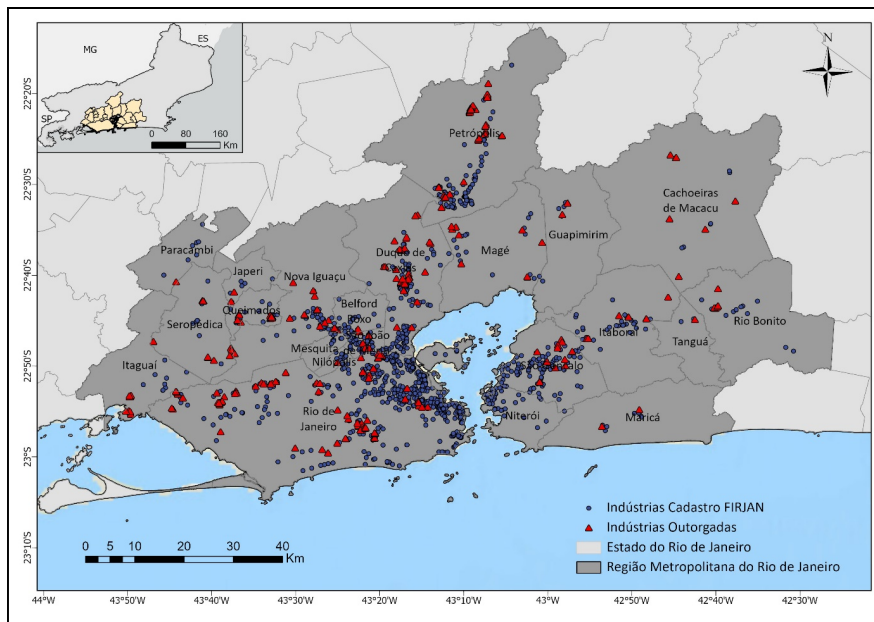 ES
MG
SP
0 80 160
Km
N
22°20'S
22°30'S
22°40'S
22°50'S
23°S
23°10'S
Petrópolis
Cachoeiras
de Macacu
Guapimirim
Paracambi
Duque de
Caxias
Magé
Japeri
Nova Iguaçu
Belford
Roxo
Queimados
Seropédica
Rio Bonito
Itaboraí
Tanguá
Mesquita
Nilópolis
Itaguaí
Rio de
Janeiro
Niterói
Maricá
Indústrias Cadastro FIRJAN
Indústrias Outorgadas
Estado do Rio de Janeiro
Região Metropolitana do Rio de Janeiro
0 5 10 20 30 40
Km
44°W 43°50'W 43°40'W 43°30'W 43°20'W 43°10'W 43°W 42°50'W 42°40'W 42°30'W